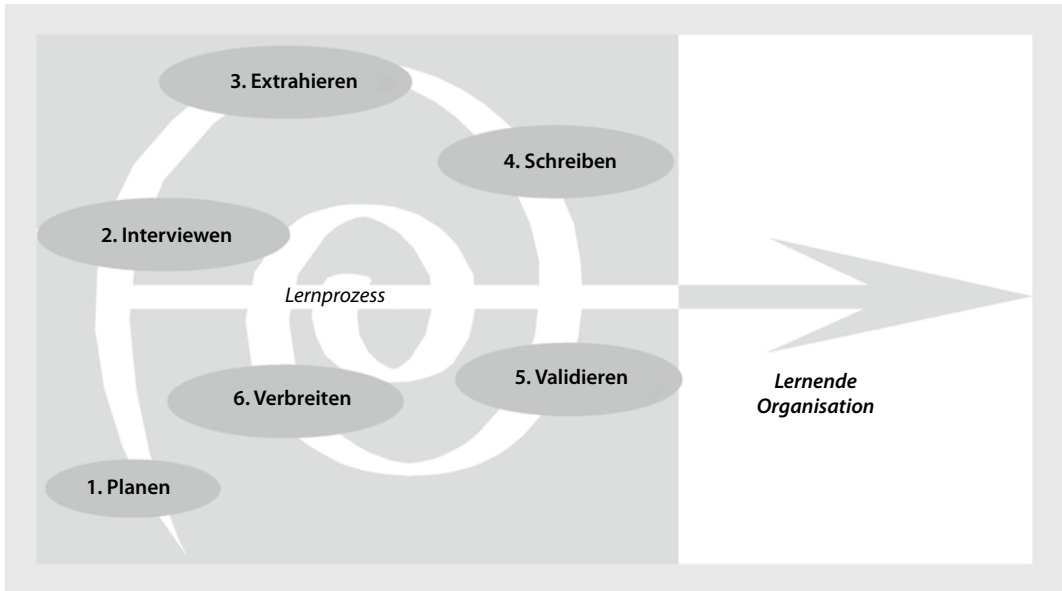 3. Extrahieren
4. Schreiben
2. Interviewen
Lernprozess
5. Validieren
6. Verbreiten
1. Planen
Lernende
Organisation